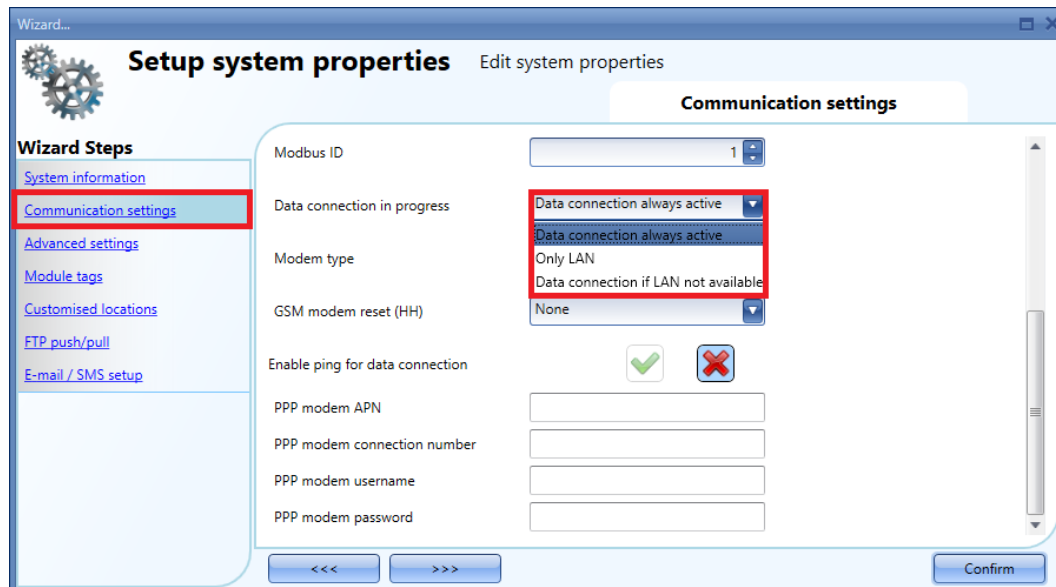 Wizard...
Setup system properties Edit system properties
Communication settings
Wizard Steps
System information
Communication settings
Advanced settings
Module tags
Customised locations
FTP push/pull
E-mail / SMS setup
Modbus ID 1
Data connection in progress Data connection always active
Data connection always active
Modem type Only LAN
Data connection if LAN not available
GSM modem reset (HH) None
Enable ping for data connection
PPP modem APN
PPP modem connection number
PPP modem username
PPP modem password
<<< >>> Confirm